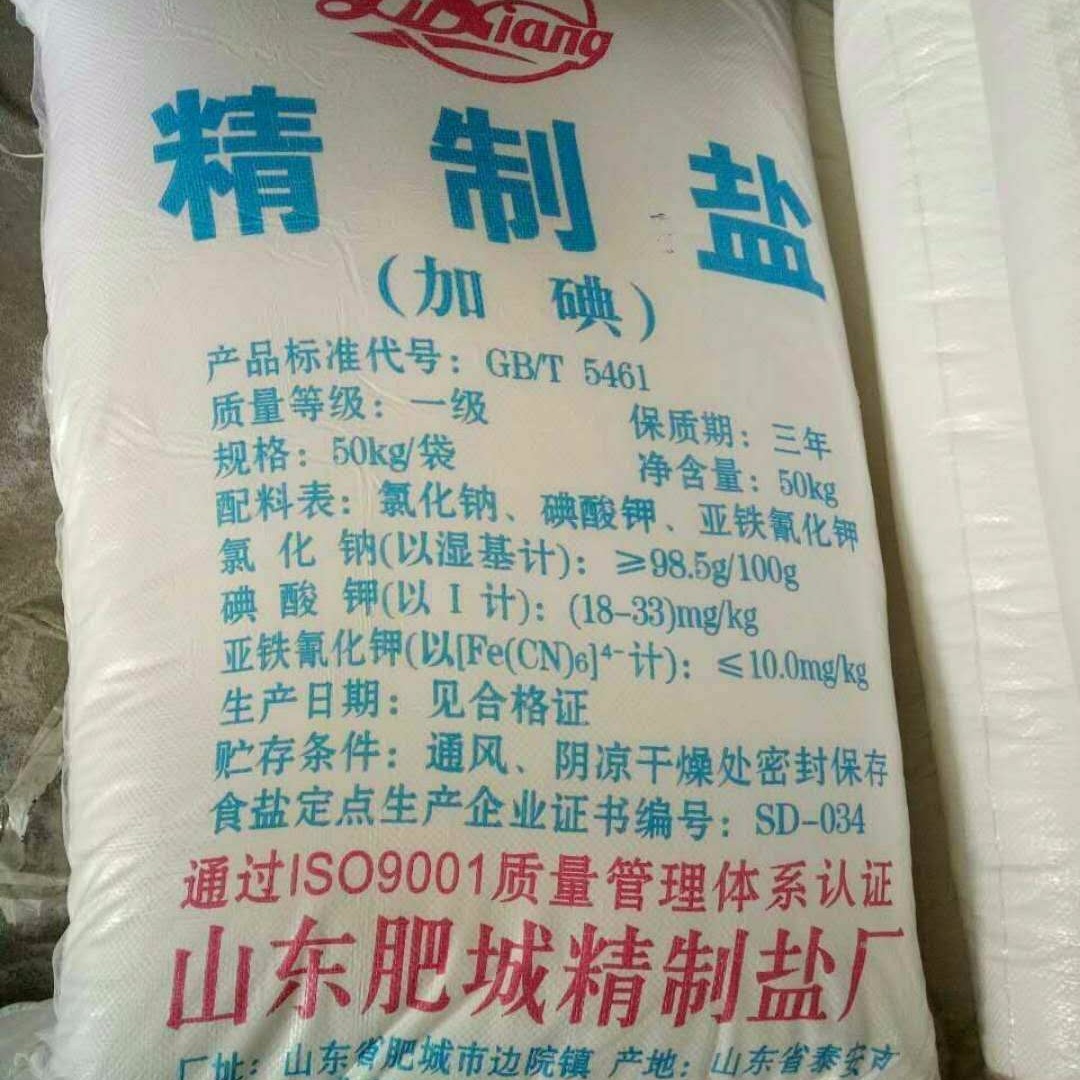 Xiang
精制盐
(加碘)
产品标准代号：GB/T 5461
质量等级：一级 保质期：三年
规格：50kg/袋 净含量：50kg
配料表：氯化钠、碘酸钾、亚铁氰化钾
氯化钠(以湿基计)：≥98.5g/100g
碘酸钾(以I计)：(18-33)mg/kg
亚铁氰化钾(以[Fe(CN)₆]⁴⁻计)：≤10.0mg/kg
生产日期：见合格证
贮存条件：通风、阴凉干燥处密封保存
食盐定点生产企业证书编号：SD-034
通过ISO9001质量管理体系认证
山东肥城精制盐厂
厂址：山东省肥城市边院镇 产地：山东省泰安市